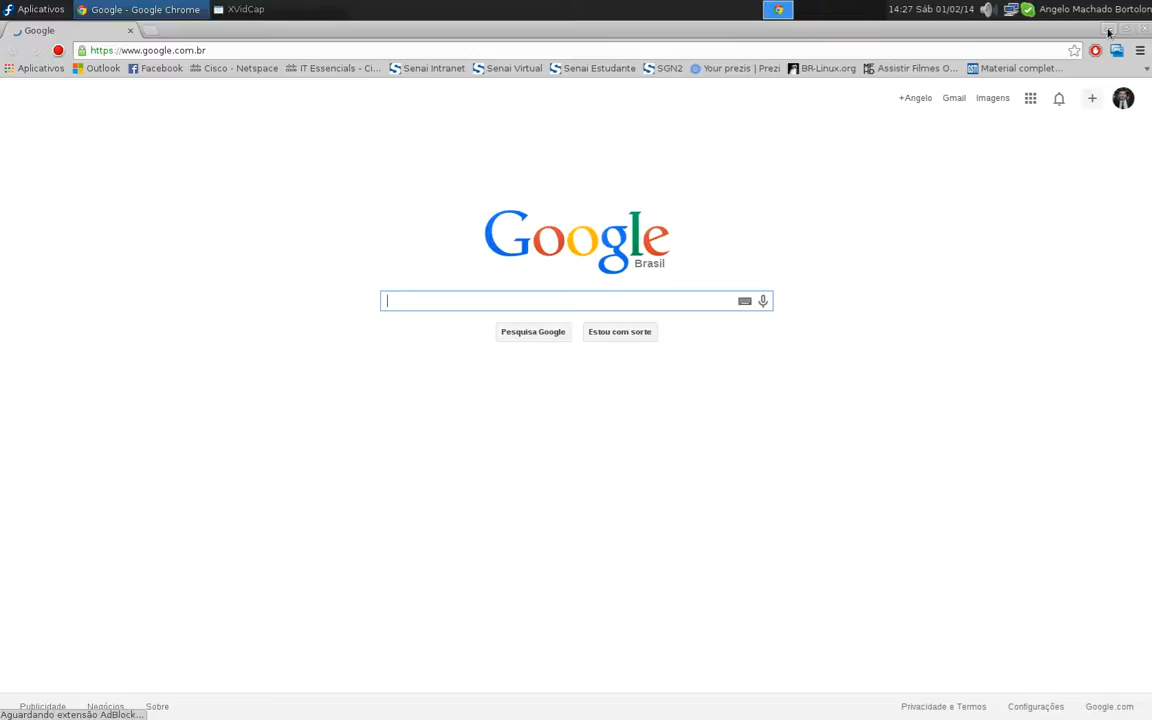 Aplicativos Google - Google Chrome XVidCap 14:27 Sáb 01/02/14 Angelo Machado Bortolon
Google
https://www.google.com.br
Aplicativos Outlook Facebook Cisco - Netspace IT Essencials - Ci... Senai Intranet Senai Virtual Senai Estudante SGN2 Your prezis | Prezi BR-Linux.org Assistir Filmes O... Material complet...
+Angelo Gmail Imagens
Google
Brasil
Pesquisa Google Estou com sorte
Publicidade Negócios Sobre Privacidade e Termos Configurações Google.com
Aguardando extensão AdBlock...